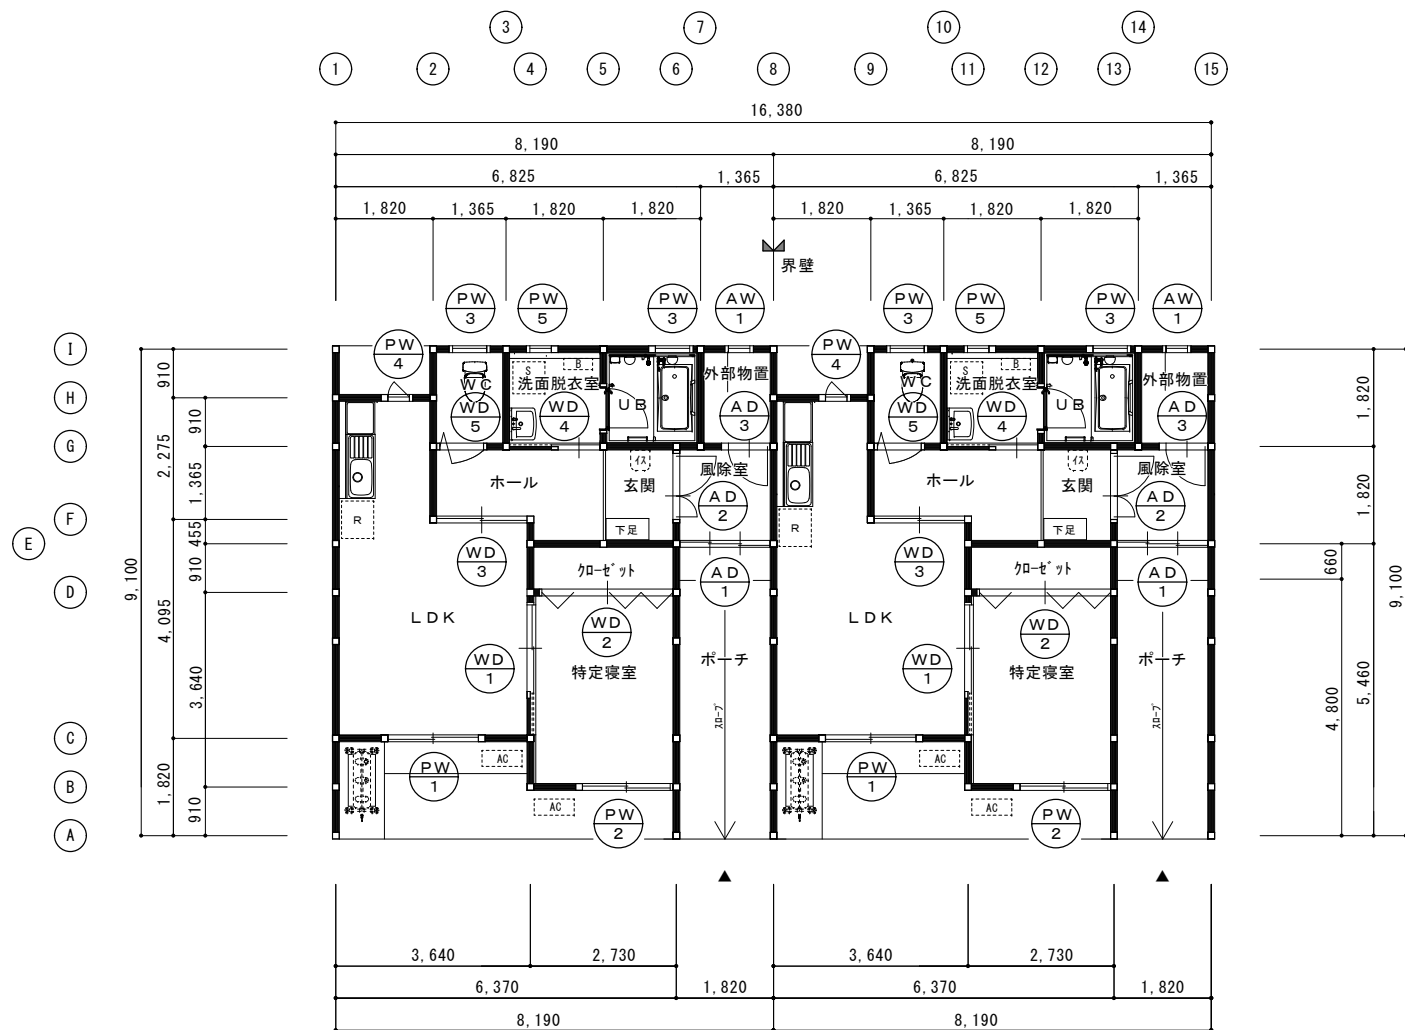 3 7 10 14
1 2 4 5 6 8 9 11 12 13 15
16,380
8,190 8,190
6,825 1,365 6,825 1,365
1,820 1,365 1,820 1,820 1,820 1,365 1,820 1,820
界壁
PW 3 PW 5 PW 3 AW 1 PW 3 PW 5 PW 3 AW 1
PW 4 PW 4
I
H
G
F
E
D
C
B
A
9,100
910
2,275
4,095
1,820
910
1,365
455
910
3,640
910
WC 洗面脱衣室 S B UB 外部物置
WD 5 WD 4 AD 3
ホール イス 玄関 風除室
R 下足 AD 2
WD 3 クローゼット AD 1
LDK WD 2
WD 1 特定寝室 ポーチ
スロープ
AC PW 1
AC PW 2
WC 洗面脱衣室 S B UB 外部物置
WD 5 WD 4 AD 3
ホール イス 玄関 風除室
R 下足 AD 2
WD 3 クローゼット AD 1
LDK WD 2
WD 1 特定寝室 ポーチ
スロープ
AC PW 1
AC PW 2
1,820
1,820
660
4,800
5,460
9,100
3,640 2,730 3,640 2,730
6,370 1,820 6,370 1,820
8,190 8,190